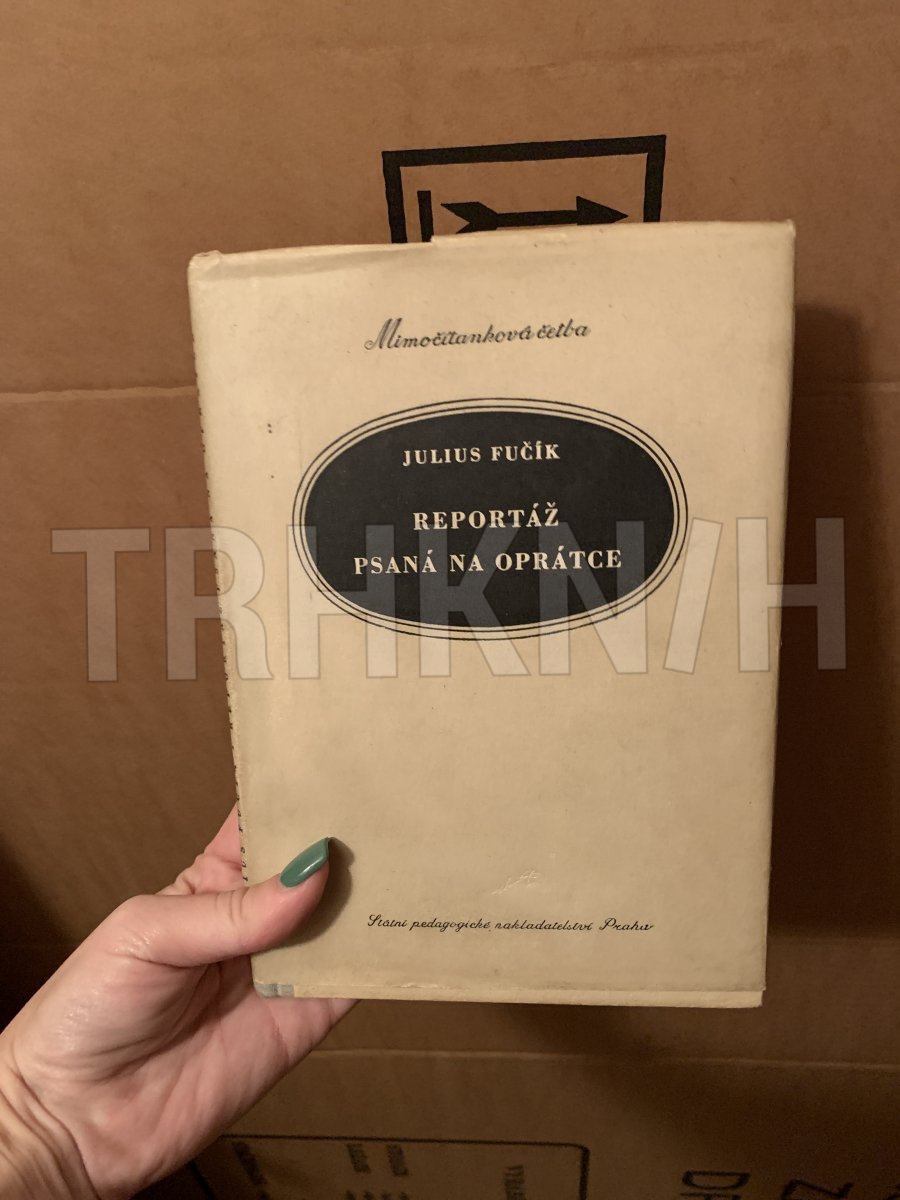 Mimočítanková četba
JULIUS FUČÍK
REPORTÁŽ
PSANÁ NA OPRÁTCE
TRHKNIH
Státní pedagogické nakladatelství Praha